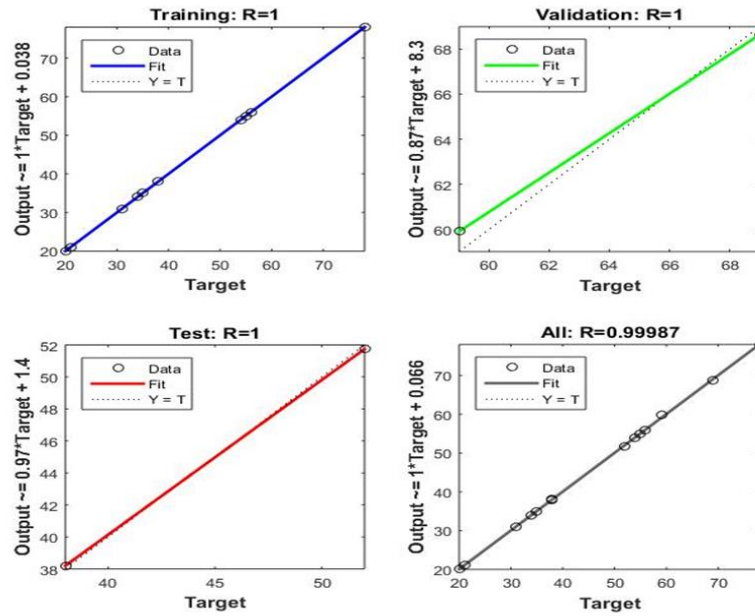 Training: R=1
Output ~= 1*Target + 0.038
Data
Fit
Y = T
70
60
50
40
30
20
20 30 40 50 60 70
Target
Validation: R=1
Output ~= 0.87*Target + 8.3
Data
Fit
Y = T
68
66
64
62
60
60 62 64 66 68
Target
Test: R=1
Output ~= 0.97*Target + 1.4
Data
Fit
Y = T
52
50
48
46
44
42
40
38
40 45 50
Target
All: R=0.99987
Output ~= 1*Target + 0.066
Data
Fit
Y = T
70
60
50
40
30
20
20 30 40 50 60 70
Target